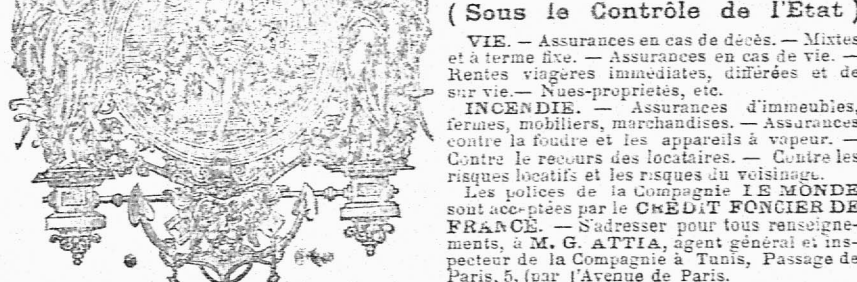 ( Sous le Contrôle de l'Etat )
VIE. — Assurances en cas de décès. — Mixtes
et à terme fixe. — Assurances en cas de vie. —
Rentes viagères immédiates, différées et de
sur vie.— Nues-proprietés, etc.
INCENDIE. — Assurances d'immeubles,
fermes, mobiliers, marchandises. — Assurances
contre la foudre et les appareils à vapeur. —
Contre le recours des locataires. — Contre les
risques locatifs et les risques du voisinage.
Les polices de la Compagnie LE MONDE
sont acceptées par le CRÉDIT FONCIER DE
FRANCE. — S'adresser pour tous renseigne-
ments, à M. G. ATTIA, agent général et ins-
pecteur de la Compagnie à Tunis, Passage de
Paris, 5, (par l'Avenue de Paris.